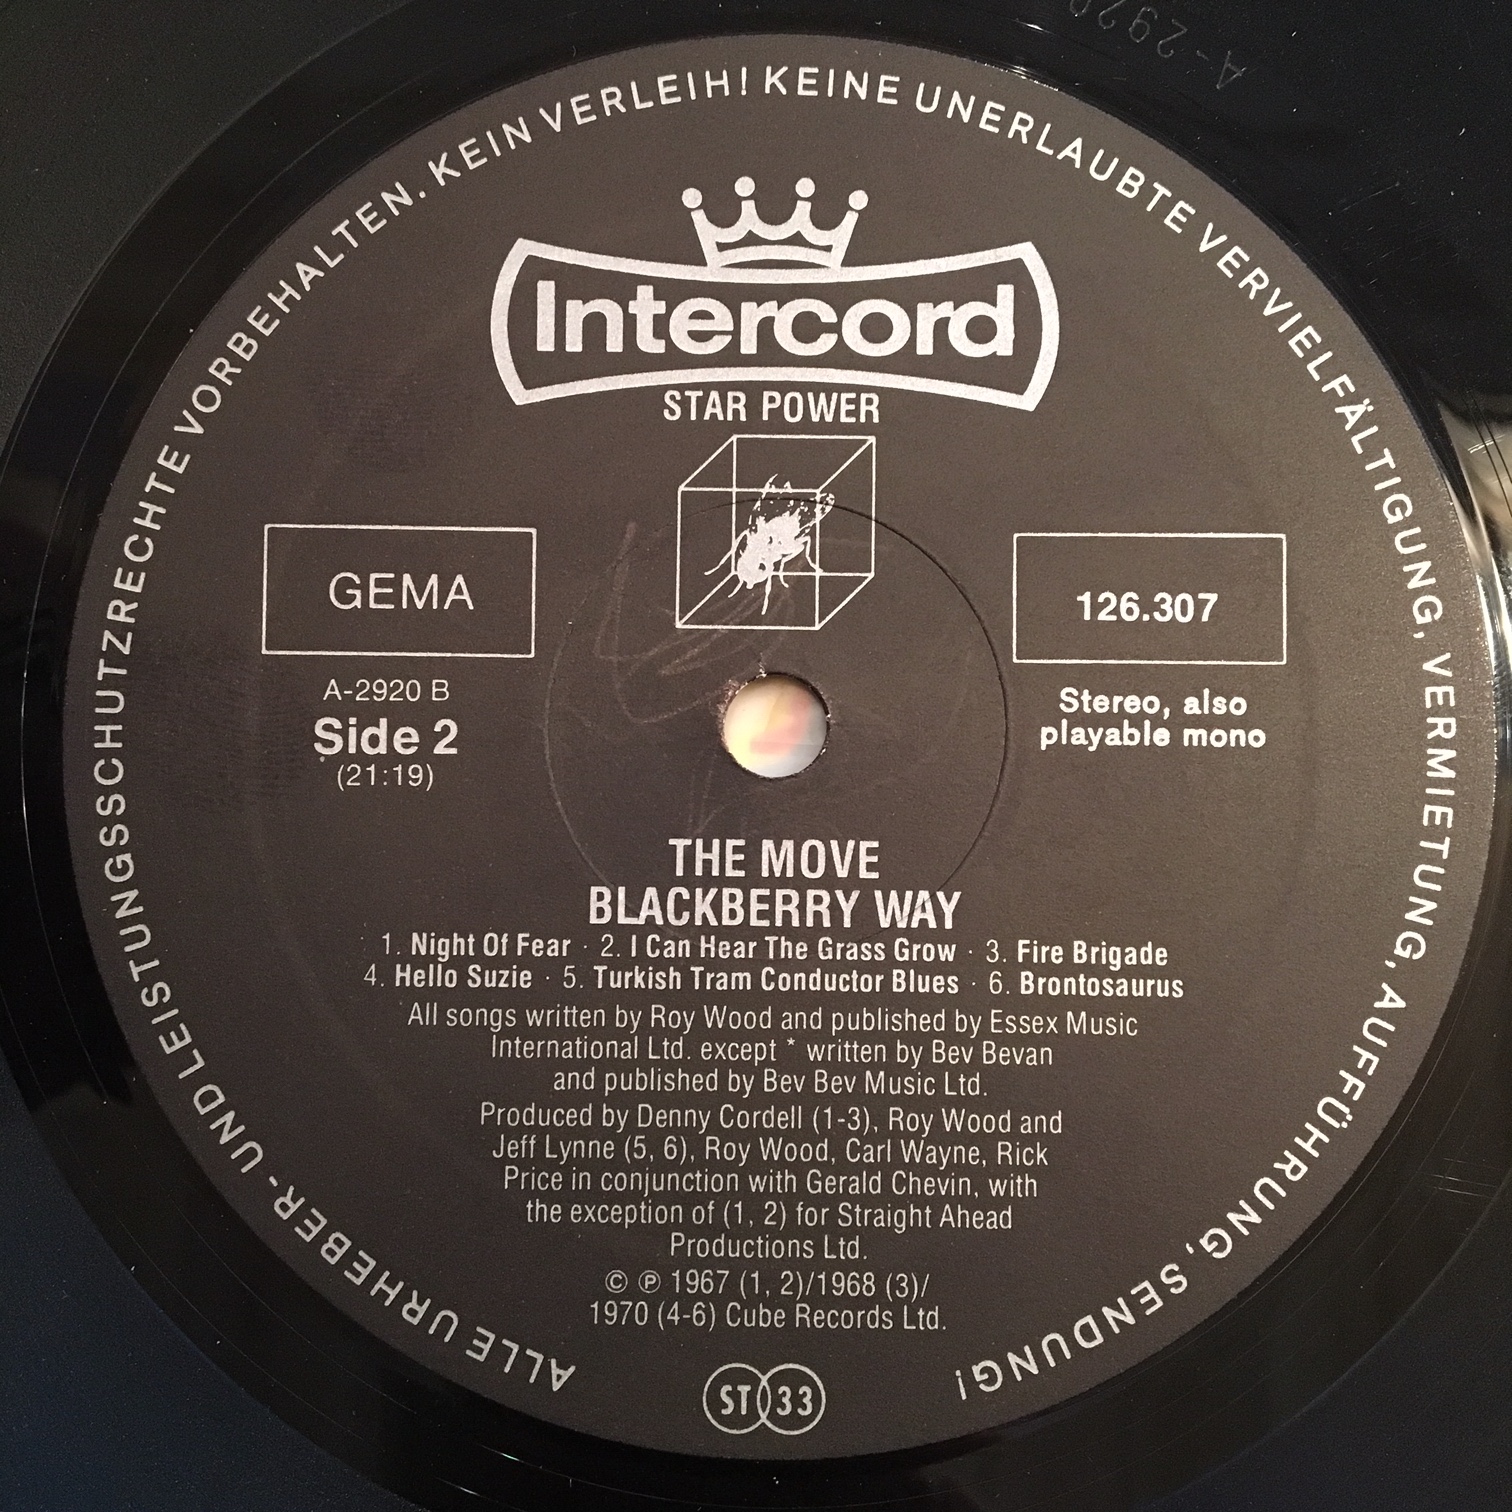 ALLE URHEBER- UND LEISTUNGSSCHUTZRECHTE VORBEHALTEN. KEIN VERLEIH! KEINE UNERLAUBTE VERVIELFÄLTIGUNG, VERMIETUNG, AUFFÜHRUNG, SENDUNG!
Intercord
STAR POWER
GEMA
A-2920 B
Side 2
(21:19)
126.307
Stereo, also
playable mono
THE MOVE
BLACKBERRY WAY
1. Night Of Fear · 2. I Can Hear The Grass Grow · 3. Fire Brigade
4. Hello Suzie · 5. Turkish Tram Conductor Blues · 6. Brontosaurus
All songs written by Roy Wood and published by Essex Music
International Ltd. except * written by Bev Bevan
and published by Bev Bev Music Ltd.
Produced by Denny Cordell (1-3), Roy Wood and
Jeff Lynne (5, 6), Roy Wood, Carl Wayne, Rick
Price in conjunction with Gerald Chevin, with
the exception of (1, 2) for Straight Ahead
Productions Ltd.
© ℗ 1967 (1, 2)/1968 (3)/
1970 (4-6) Cube Records Ltd.
ST 33